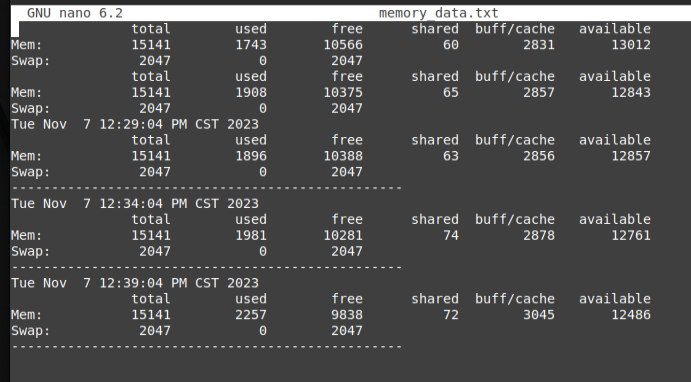 GNU nano 6.2 memory_data.txt
total used free shared buff/cache available
Mem: 15141 1743 10566 60 2831 13012
Swap: 2047 0 2047
total used free shared buff/cache available
Mem: 15141 1908 10375 65 2857 12843
Swap: 2047 0 2047
Tue Nov  7 12:29:04 PM CST 2023
total used free shared buff/cache available
Mem: 15141 1896 10388 63 2856 12857
Swap: 2047 0 2047
-------------------------------------------------
Tue Nov  7 12:34:04 PM CST 2023
total used free shared buff/cache available
Mem: 15141 1981 10281 74 2878 12761
Swap: 2047 0 2047
-------------------------------------------------
Tue Nov  7 12:39:04 PM CST 2023
total used free shared buff/cache available
Mem: 15141 2257 9838 72 3045 12486
Swap: 2047 0 2047
-------------------------------------------------